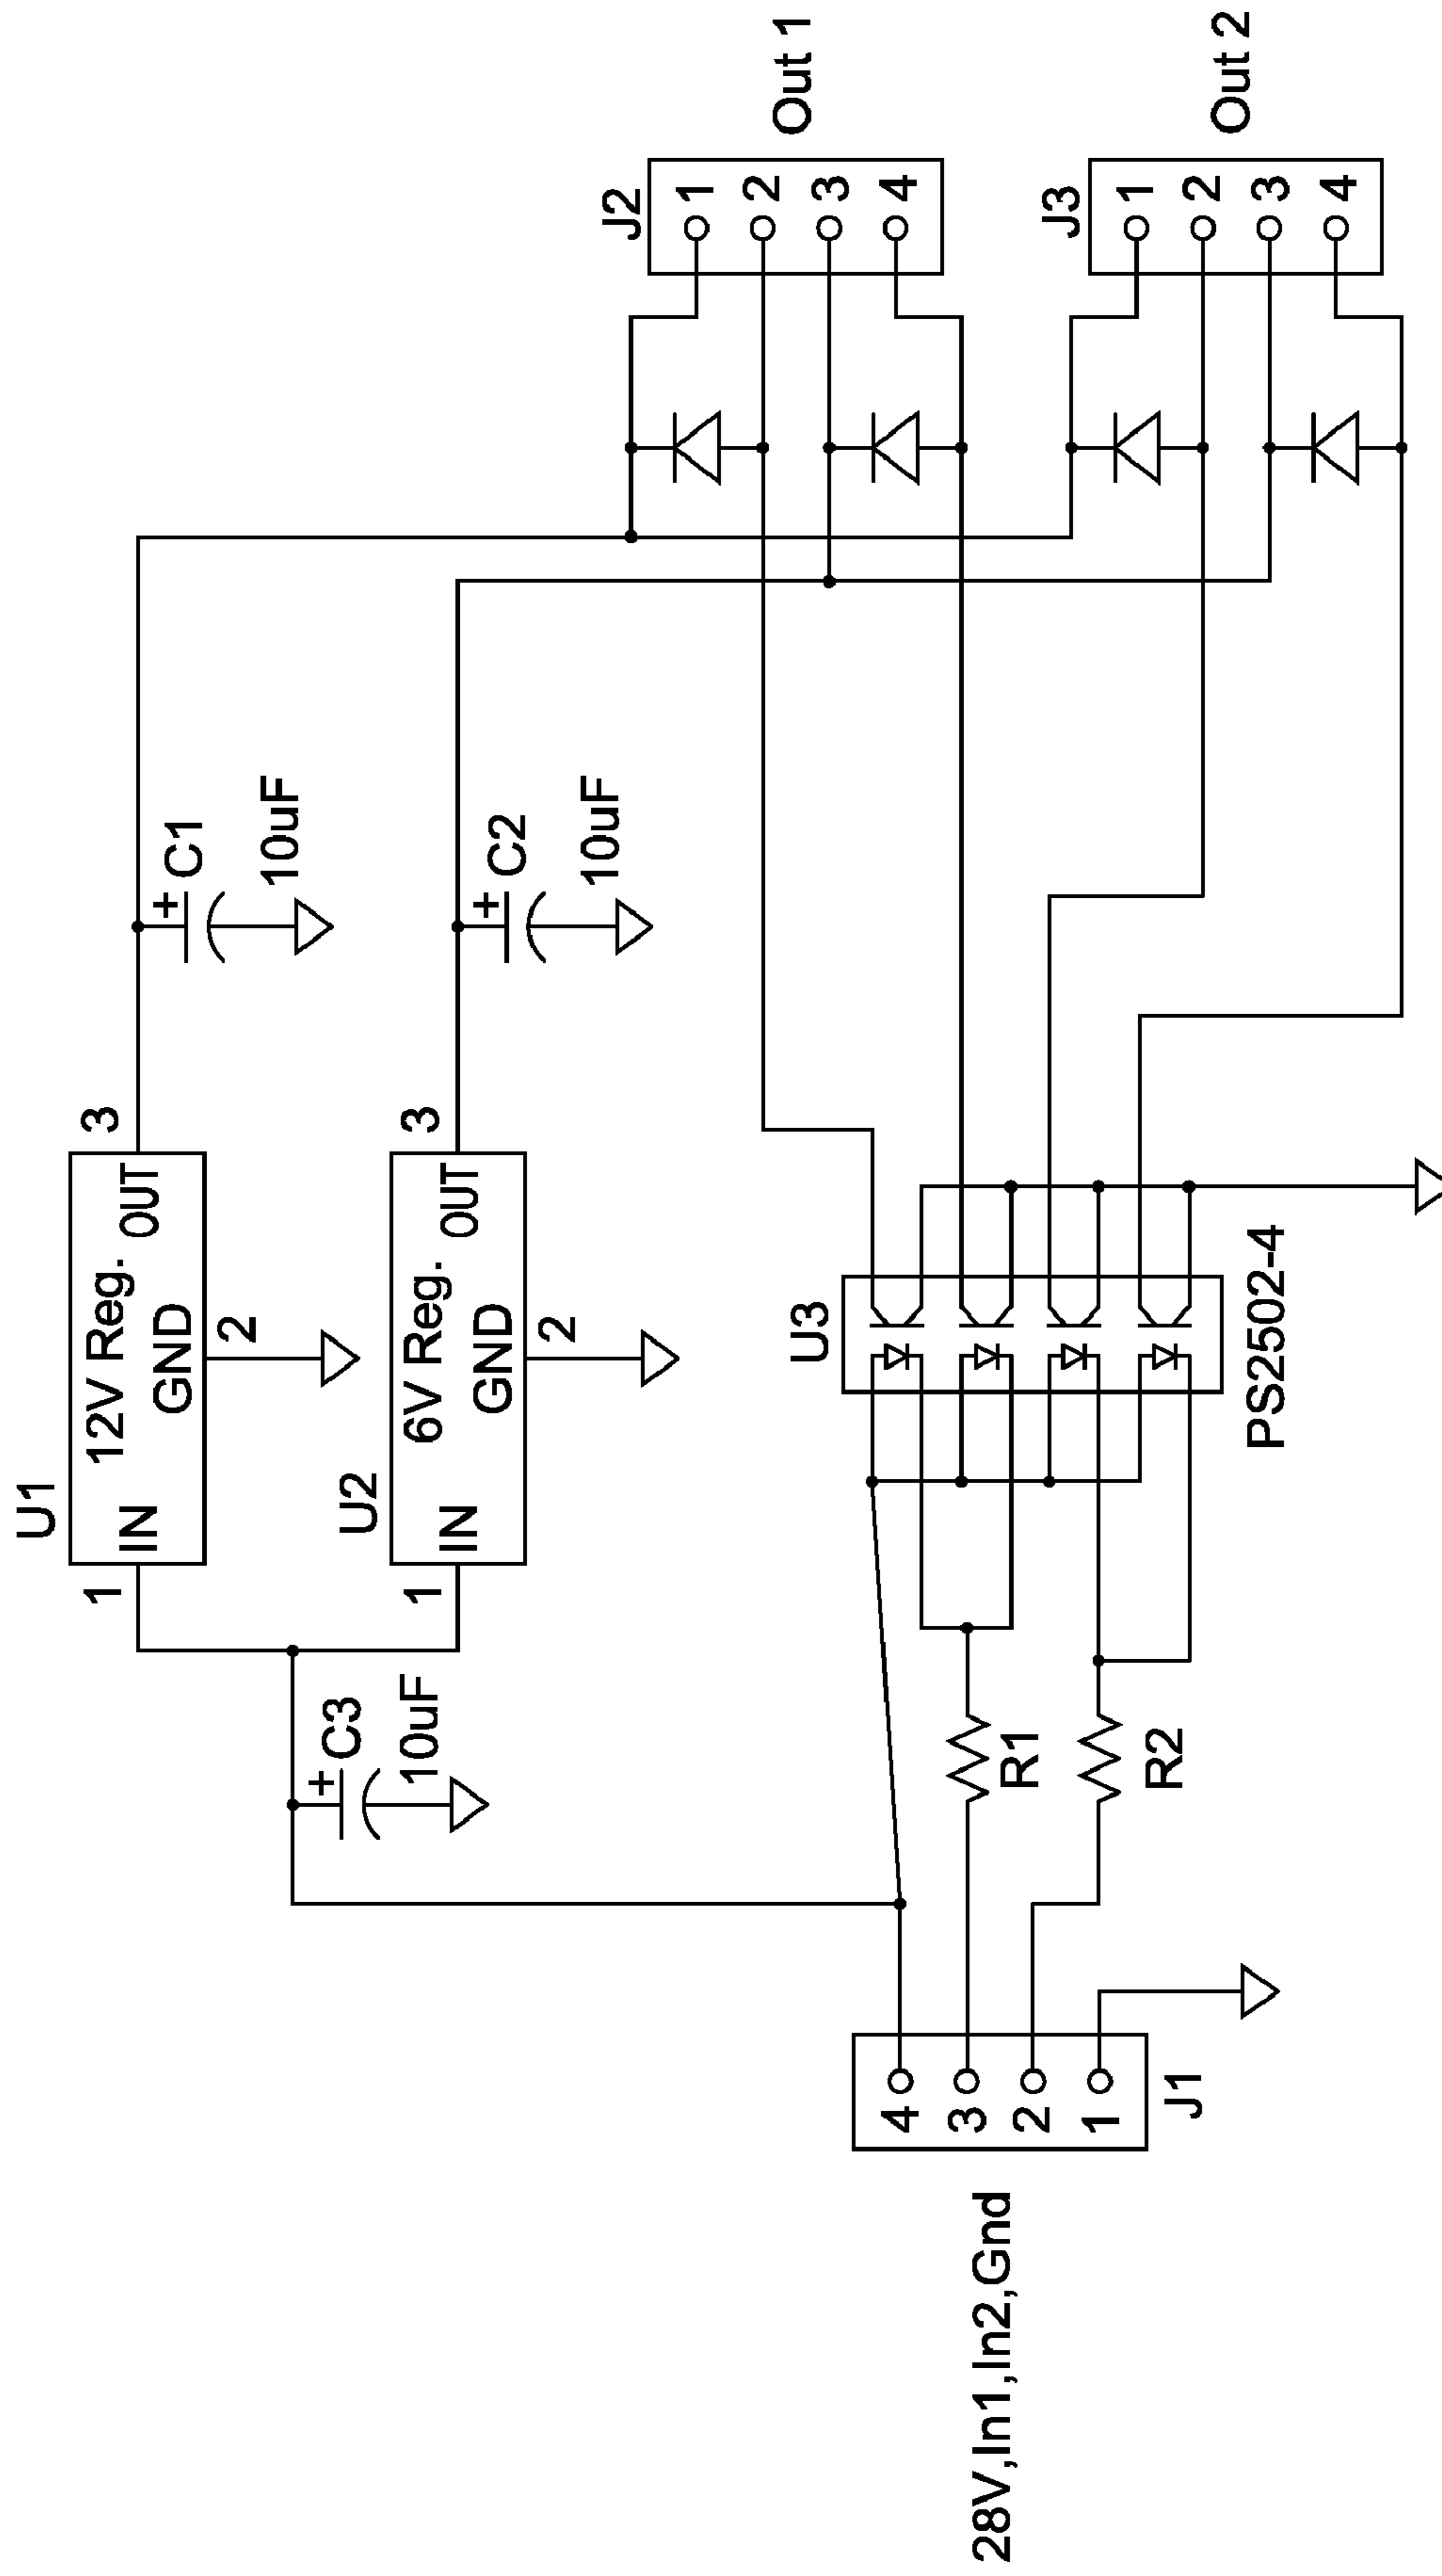 U1
12V Reg.
1
IN
OUT
3
GND
2
C1
+
10uF
U2
6V Reg.
1
IN
OUT
3
GND
2
C2
+
10uF
C3
+
10uF
J2
1
2
3
4
Out 1
J3
1
2
3
4
Out 2
U3
PS2502-4
R1
R2
28V,In1,In2,Gnd
4
3
2
1
J1